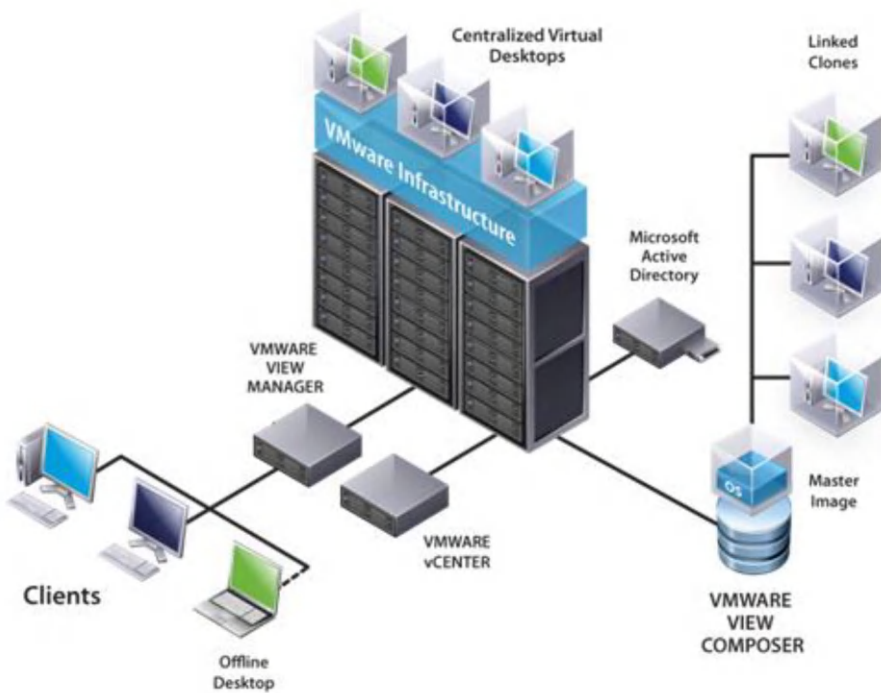 Centralized Virtual
Desktops
Linked
Clones
VMware Infrastructure
Microsoft
Active
Directory
VMWARE
VIEW
MANAGER
OS
Master
Image
VMWARE
vCENTER
Clients
VMWARE
VIEW
COMPOSER
Offline
Desktop